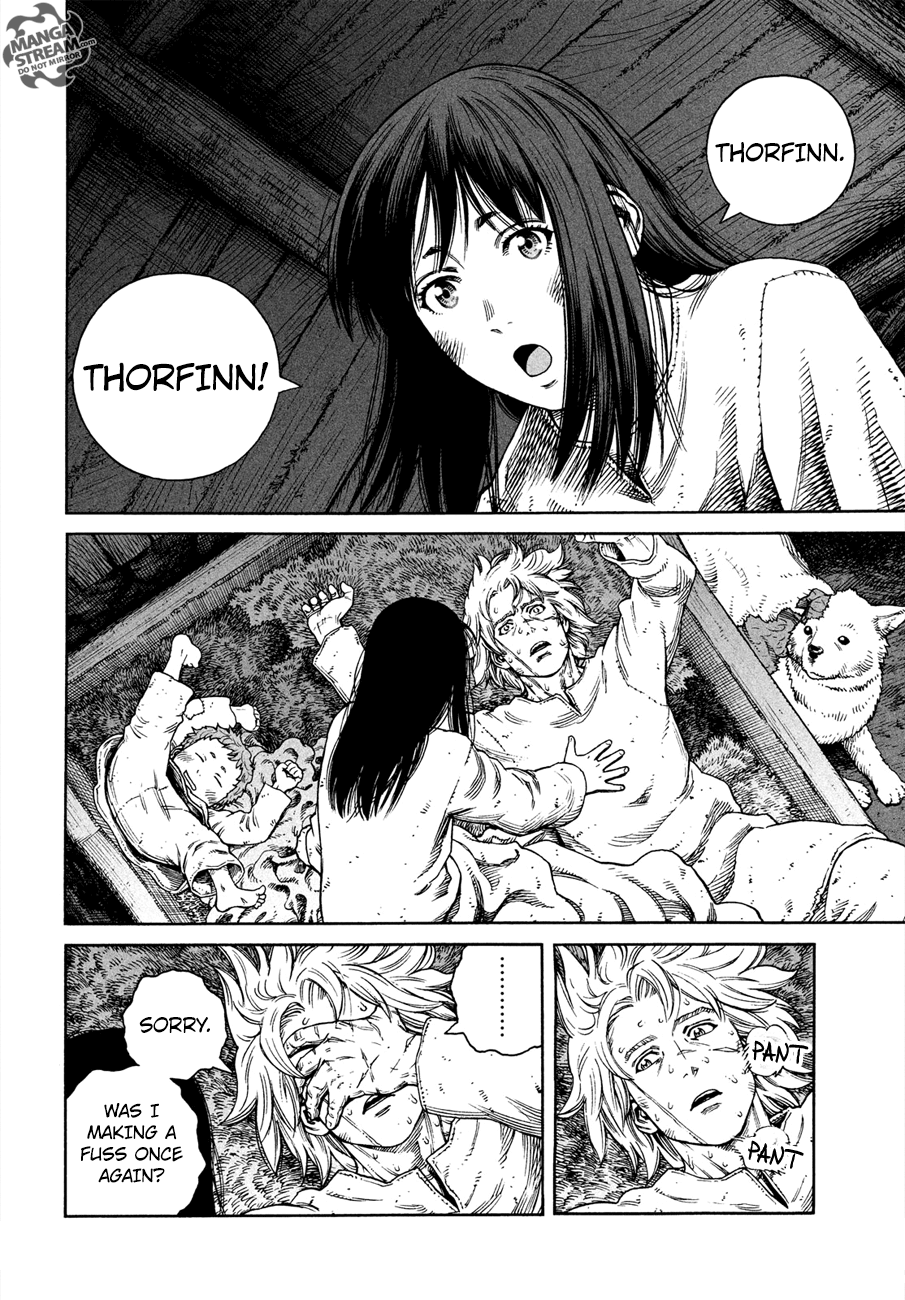 MANGA
STREAM.com
DO NOT MIRROR
THORFINN.
THORFINN!
PANT
PANT
.........
SORRY.
WAS I
MAKING A
FUSS ONCE
AGAIN?